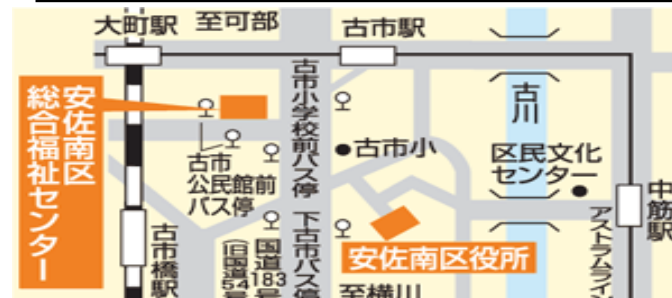 大町駅
至可部
古市駅
安佐南区
総合福祉センター
古市
公民館前
バス停
古市小学校前バス停
古市小
古川
区民文化
センター
中筋駅
アストラムライン
古市橋駅
国道183号
(旧国道54号
下古市バス停
安佐南区役所
至横川